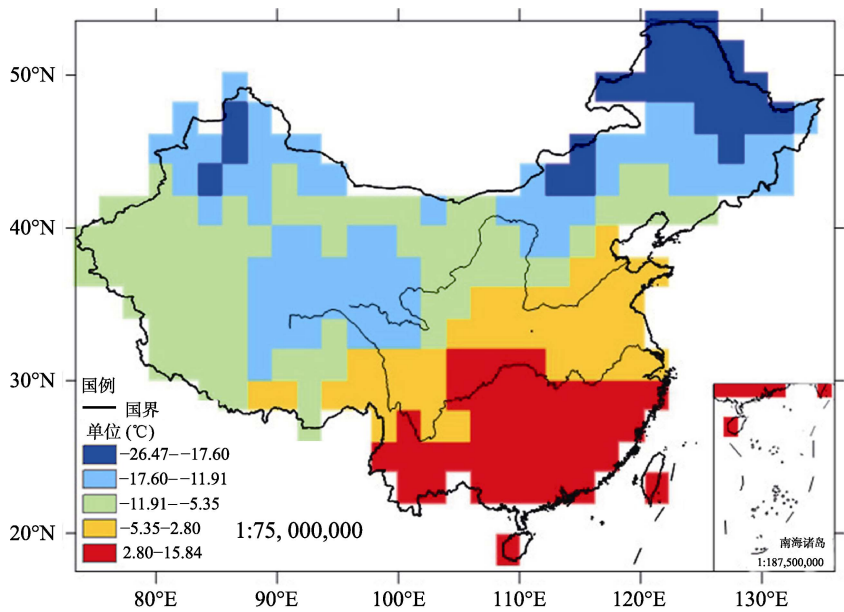 50°N
40°N
30°N
20°N
国例
国界
单位 (℃)
-26.47--17.60
-17.60--11.91
-11.91--5.35
-5.35-2.80
2.80-15.84
1:75, 000,000
南海诸岛
1:187,500,000
80°E
90°E
100°E
110°E
120°E
130°E